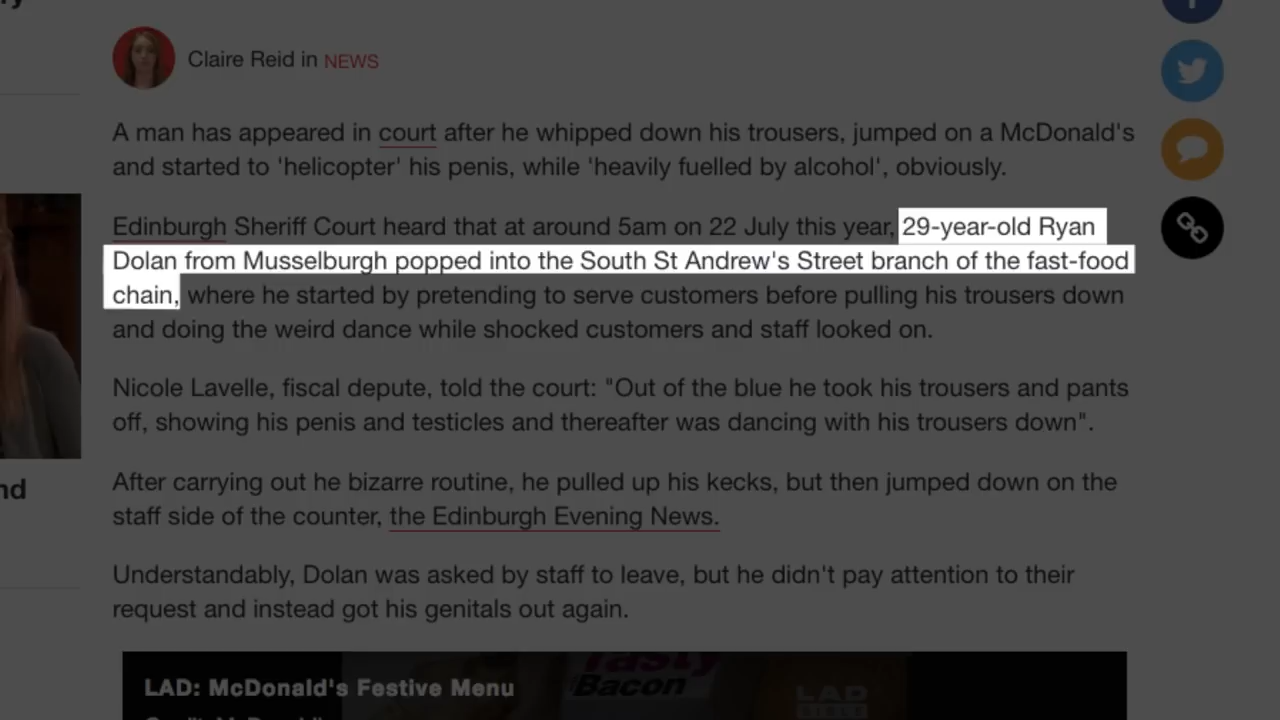 Claire Reid in NEWS
A man has appeared in court after he whipped down his trousers, jumped on a McDonald's
and started to 'helicopter' his penis, while 'heavily fuelled by alcohol', obviously.
Edinburgh Sheriff Court heard that at around 5am on 22 July this year, 29-year-old Ryan
Dolan from Musselburgh popped into the South St Andrew's Street branch of the fast-food
chain, where he started by pretending to serve customers before pulling his trousers down
and doing the weird dance while shocked customers and staff looked on.
Nicole Lavelle, fiscal depute, told the court: "Out of the blue he took his trousers and pants
off, showing his penis and testicles and thereafter was dancing with his trousers down".
nd
After carrying out he bizarre routine, he pulled up his kecks, but then jumped down on the
staff side of the counter, the Edinburgh Evening News.
Understandably, Dolan was asked by staff to leave, but he didn't pay attention to their
request and instead got his genitals out again.
LAD: McDonald's Festive Menu
Tasty
Bacon
LAD